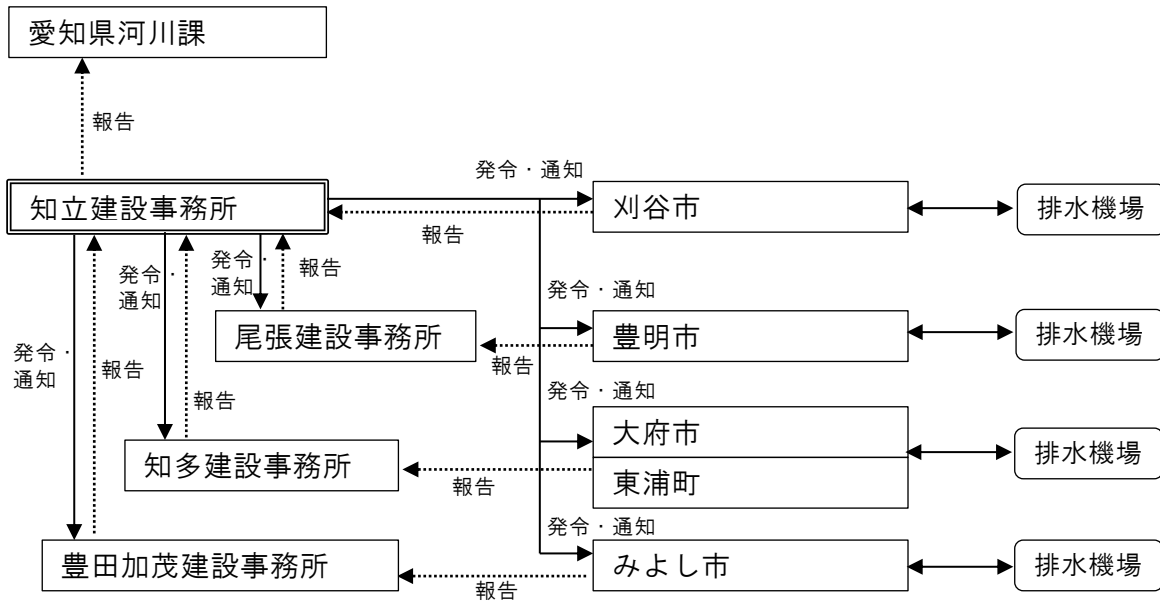 愛知県河川課
報告
発令・通知
知立建設事務所
刈谷市
排水機場
報告
発令・
通知
発令・
通知
報告
発令・通知
尾張建設事務所
豊明市
排水機場
発令・
通知
報告
報告
報告
発令・通知
大府市
知多建設事務所
排水機場
報告
東浦町
発令・通知
豊田加茂建設事務所
みよし市
排水機場
報告